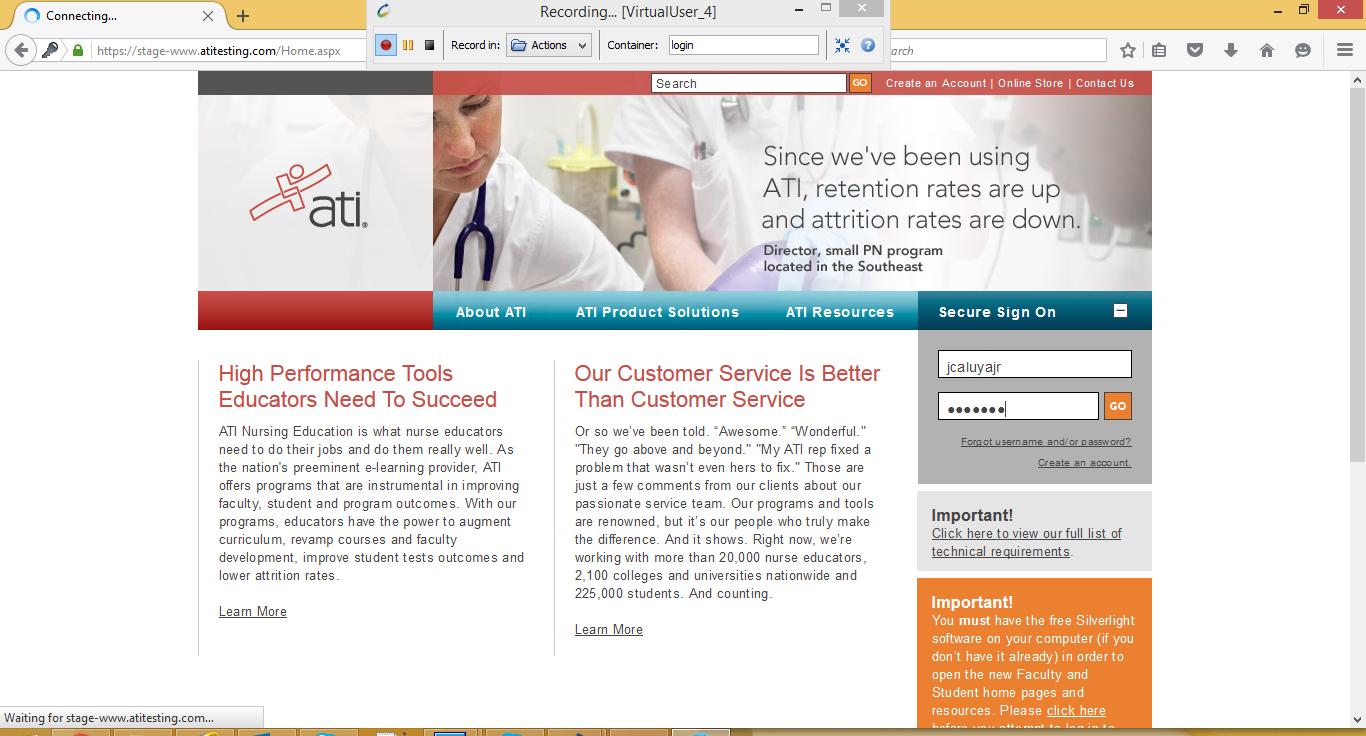 Connecting...
Recording... [VirtualUser_4]
https://stage-www.atitesting.com/Home.aspx
Record in:
Actions
Container:
login
arch
Search
GO
Create an Account | Online Store | Contact Us
ati®
Since we've been using
ATI, retention rates are up
and attrition rates are down.
Director, small PN program
located in the Southeast
About ATI
ATI Product Solutions
ATI Resources
Secure Sign On
High Performance Tools
Educators Need To Succeed
ATI Nursing Education is what nurse educators
need to do their jobs and do them really well. As
the nation's preeminent e-learning provider, ATI
offers programs that are instrumental in improving
faculty, student and program outcomes. With our
programs, educators have the power to augment
curriculum, revamp courses and faculty
development, improve student tests outcomes and
lower attrition rates.
Learn More
Our Customer Service Is Better
Than Customer Service
Or so we’ve been told. “Awesome.” “Wonderful."
"They go above and beyond." "My ATI rep fixed a
problem that wasn’t even hers to fix." Those are
just a few comments from our clients about our
passionate service team. Our programs and tools
are renowned, but it’s our people who truly make
the difference. And it shows. Right now, we’re
working with more than 20,000 nurse educators,
2,100 colleges and universities nationwide and
225,000 students. And counting.
Learn More
jcaluyajr
●●●●●●●
GO
Forgot username and/or password?
Create an account.
Important!
Click here to view our full list of
technical requirements.
Important!
You must have the free Silverlight
software on your computer (if you
don’t have it already) in order to
open the new Faculty and
Student home pages and
resources. Please click here
before you attempt to log in to
Waiting for stage-www.atitesting.com...